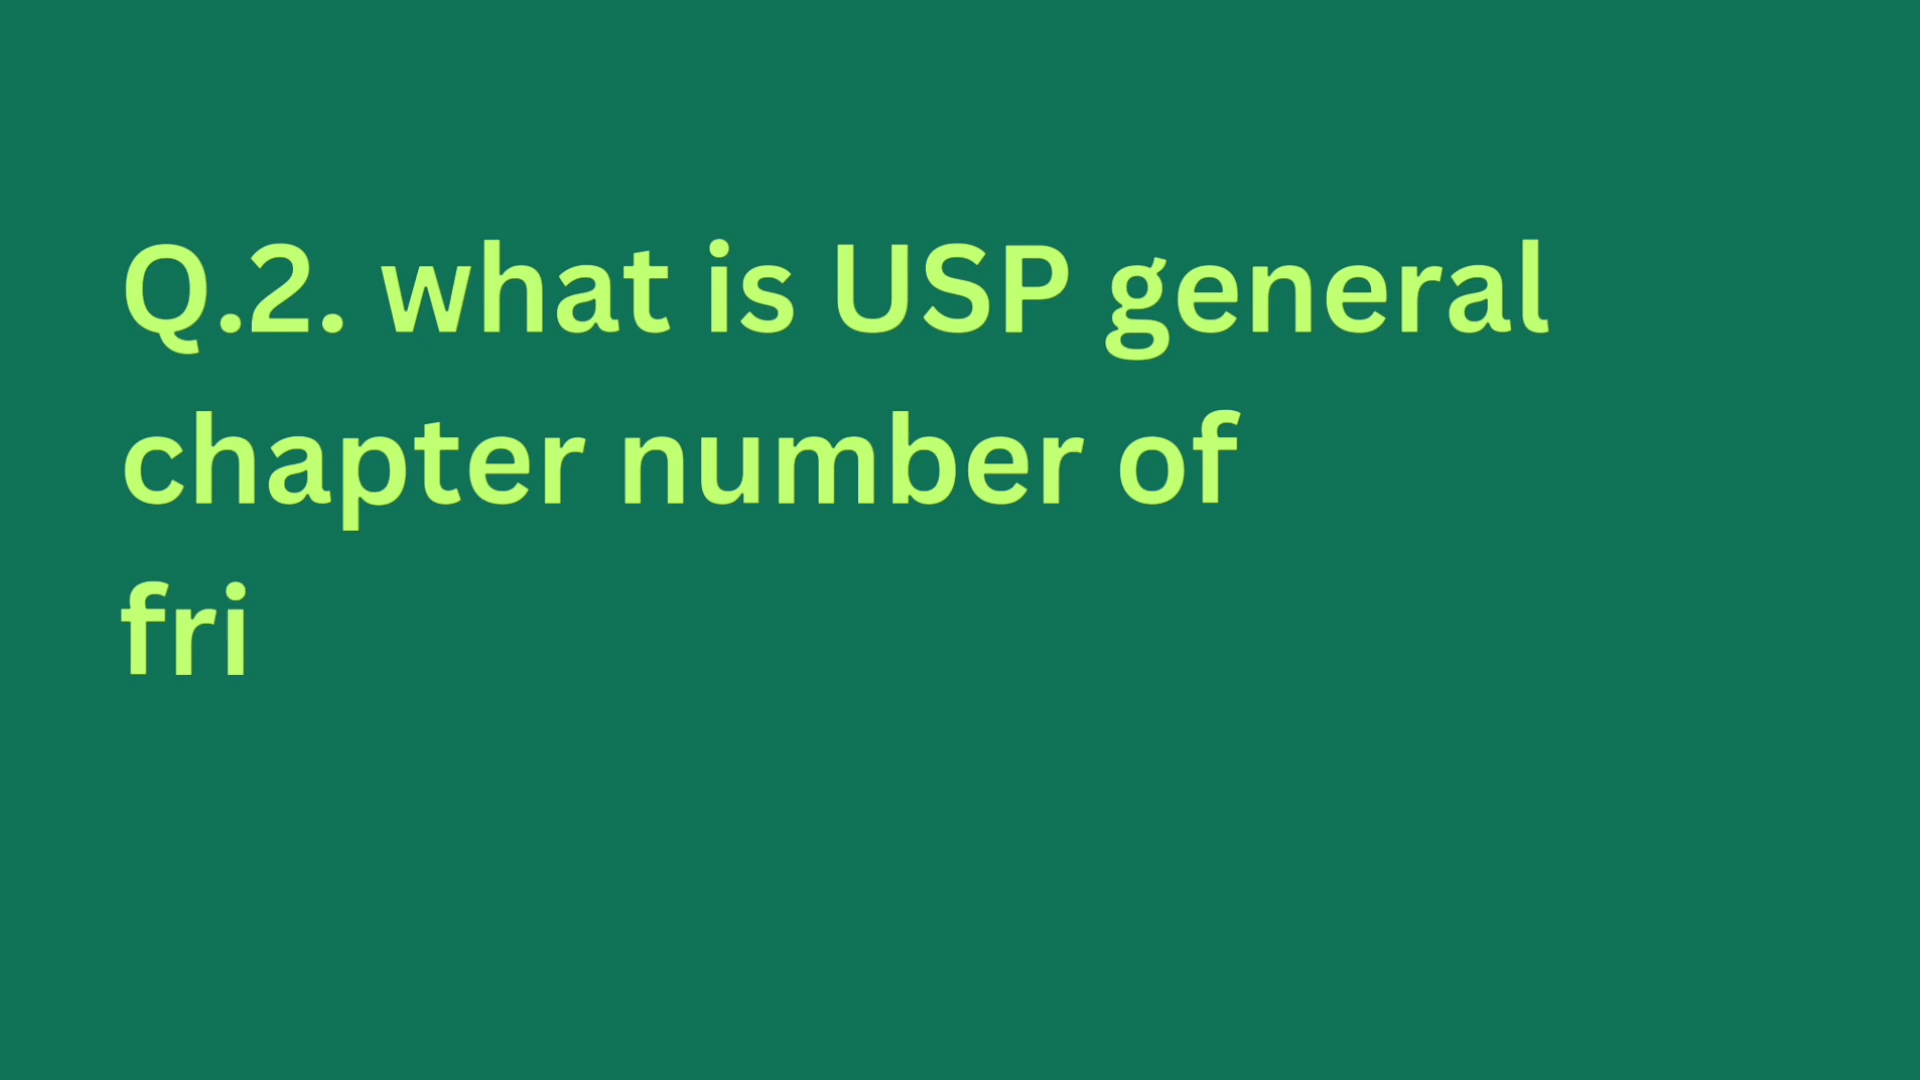 Q.2. what is USP general
chapter number of
fri